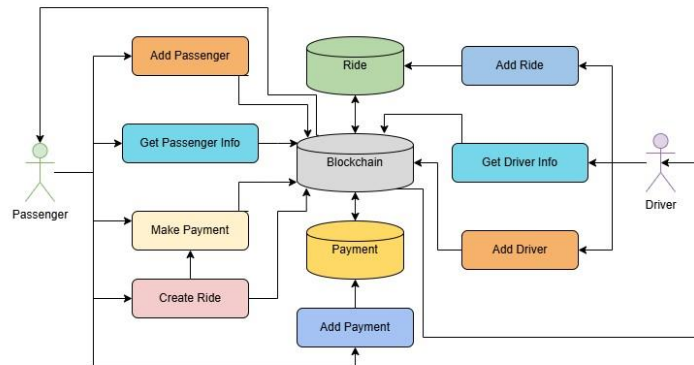 Add Passenger
Ride
Add Ride
Get Passenger Info
Blockchain
Get Driver Info
Passenger
Driver
Make Payment
Payment
Add Driver
Create Ride
Add Payment